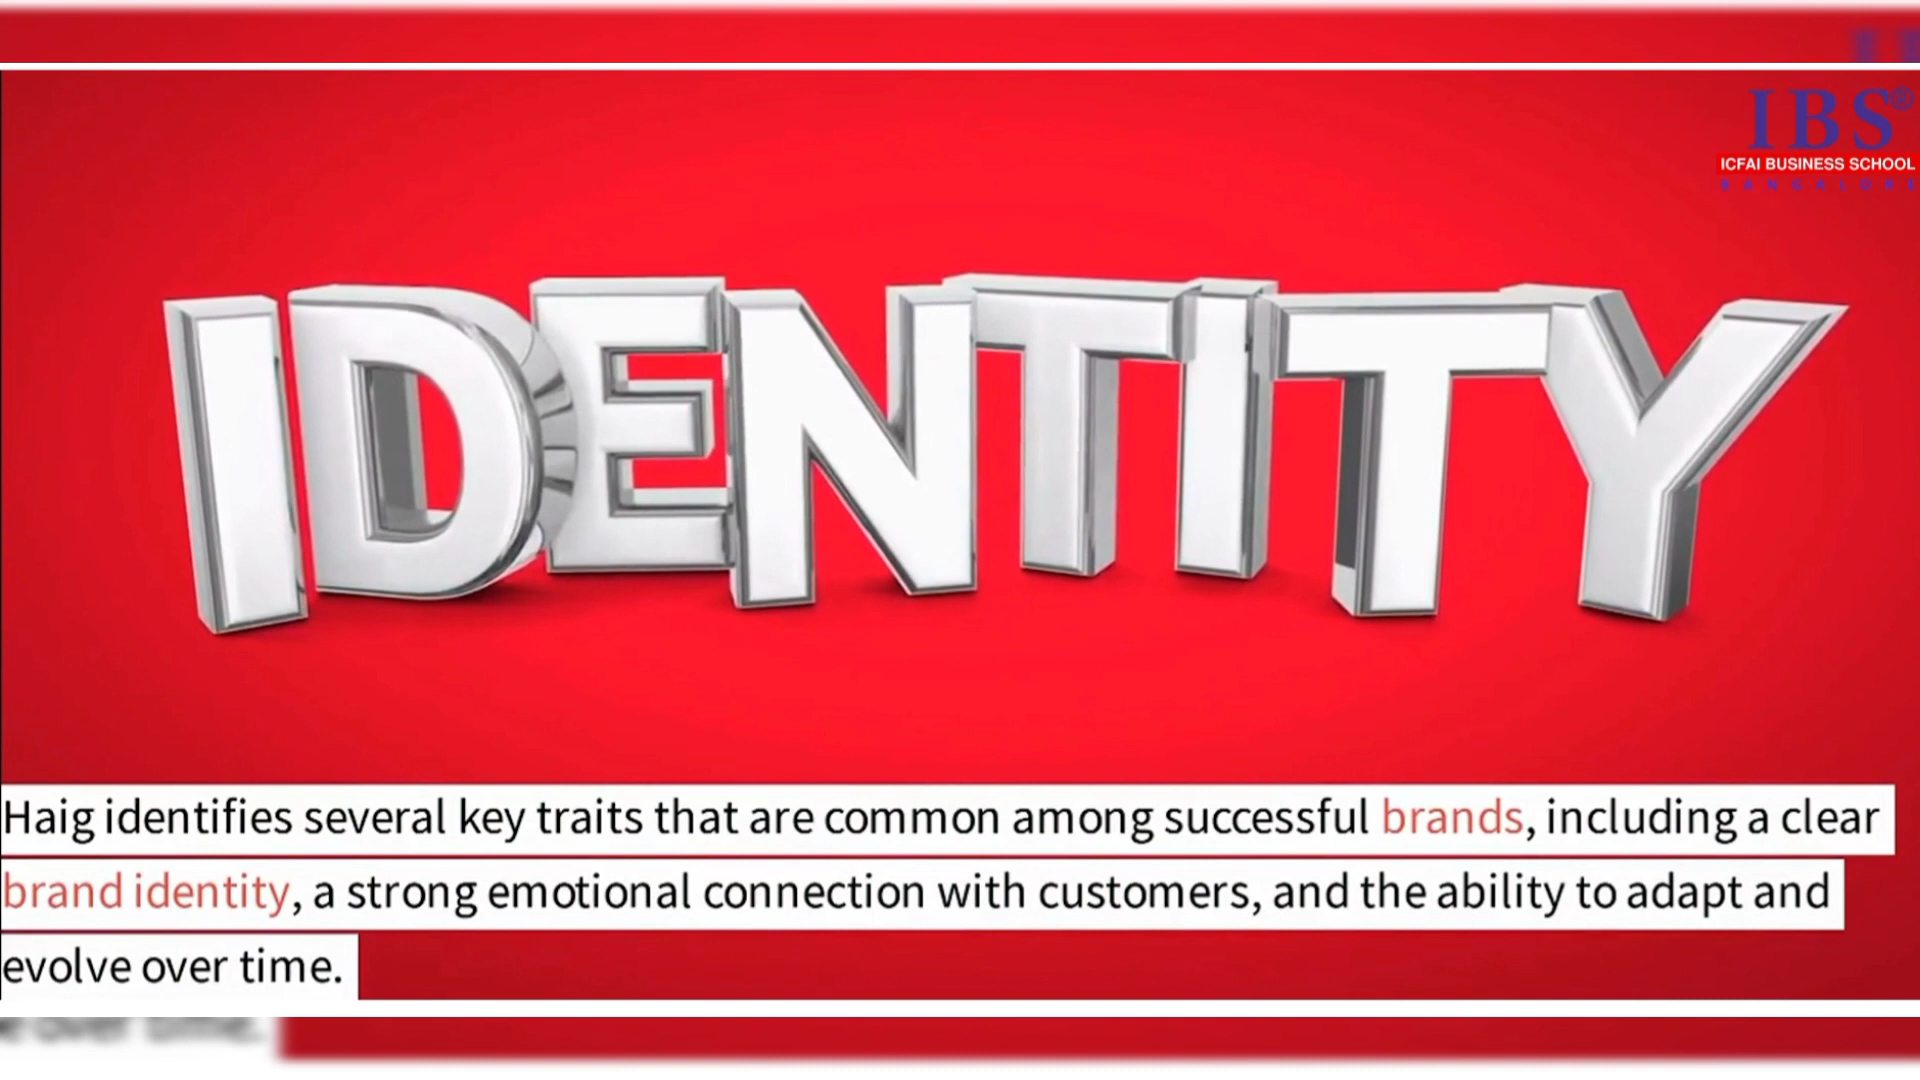 IBS®
ICFAI BUSINESS SCHOOL
BANGALORE
IDENTITY
Haig identifies several key traits that are common among successful brands, including a clear
brand identity, a strong emotional connection with customers, and the ability to adapt and
evolve over time.